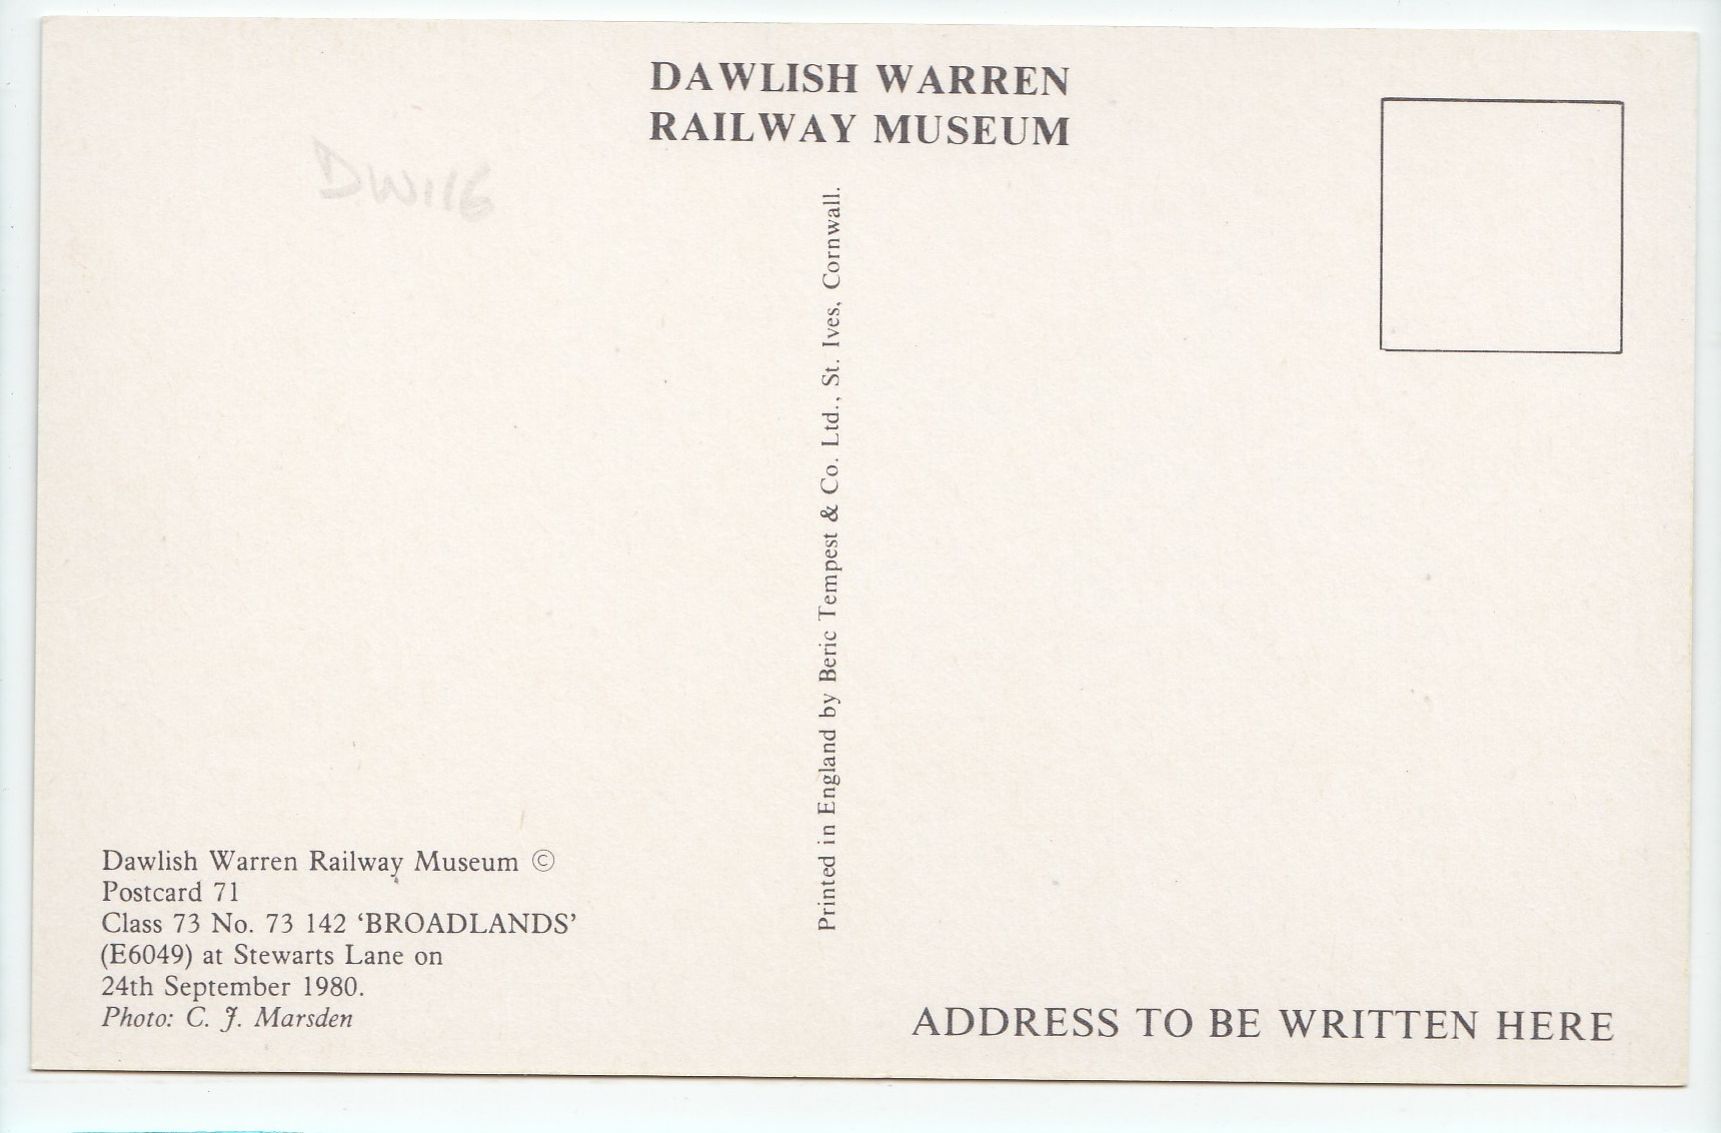 DAWLISH WARREN
RAILWAY MUSEUM
DW116
Printed in England by Beric Tempest & Co. Ltd., St. Ives, Cornwall.
Dawlish Warren Railway Museum ©
Postcard 71
Class 73 No. 73 142 ‘BROADLANDS’
(E6049) at Stewarts Lane on
24th September 1980.
Photo: C. J. Marsden
ADDRESS TO BE WRITTEN HERE